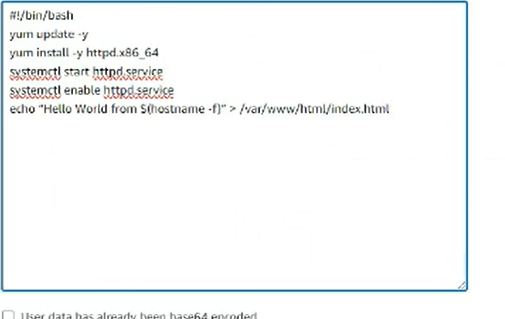 #!/bin/bash
yum update -y
yum install -y httpd.x86_64
systemctl start httpd.service
systemctl enable httpd.service
echo “Hello World from $(hostname -f)” > /var/www/html/index.html
User data has already been base64 encoded